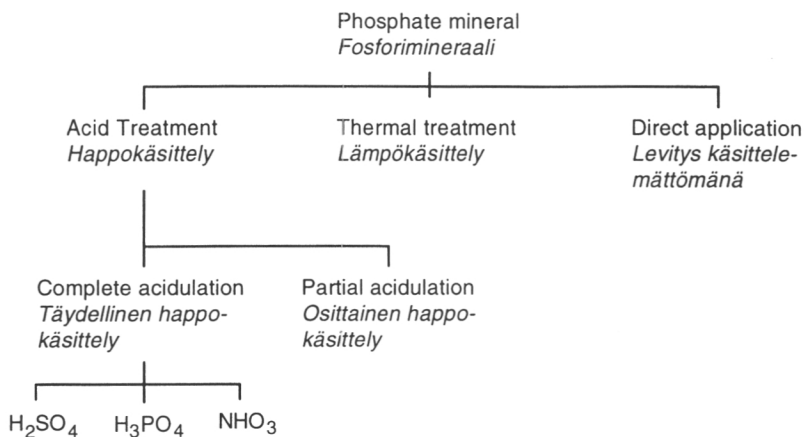 Phosphate mineral
Fosforimineraali
Acid Treatment
Happokäsittely
Thermal treatment
Lämpökäsittely
Direct application
Levitys käsittele-
mättömänä
Complete acidulation
Täydellinen happo-
käsittely
Partial acidulation
Osittainen happo-
käsittely
H₂SO₄ H₃PO₄ NHO₃